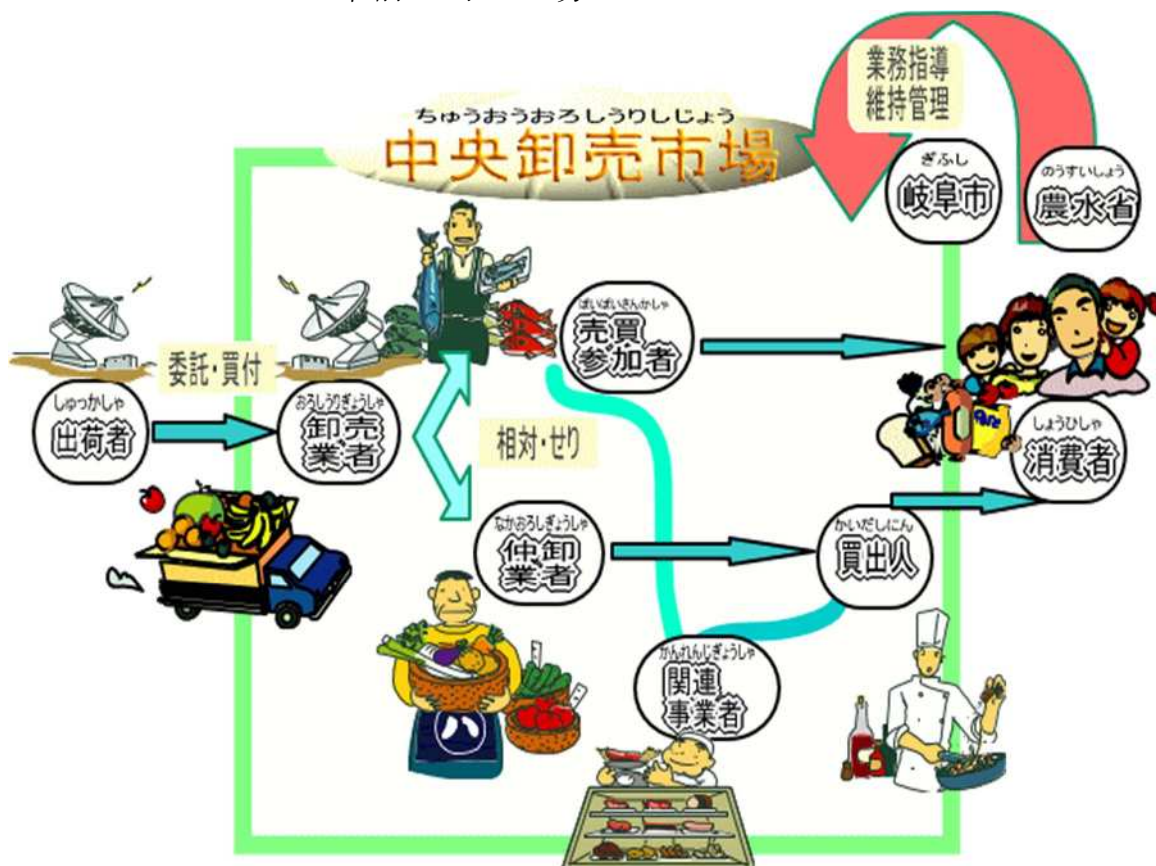 業務指導
維持管理
ちゅうおうおろしうりしじょう
中央卸売市場
ぎふし
岐阜市
のうすいしょう
農水省
ばいばいさんかしゃ
売買
参加者
委託・買付
しゅっかしゃ
出荷者
おろしうりぎょうしゃ
卸売
業者
相対・せり
しょうひしゃ
消費者
なかおろしぎょうしゃ
仲卸
業者
かいだしにん
買出人
かんれんじぎょうしゃ
関連
事業者